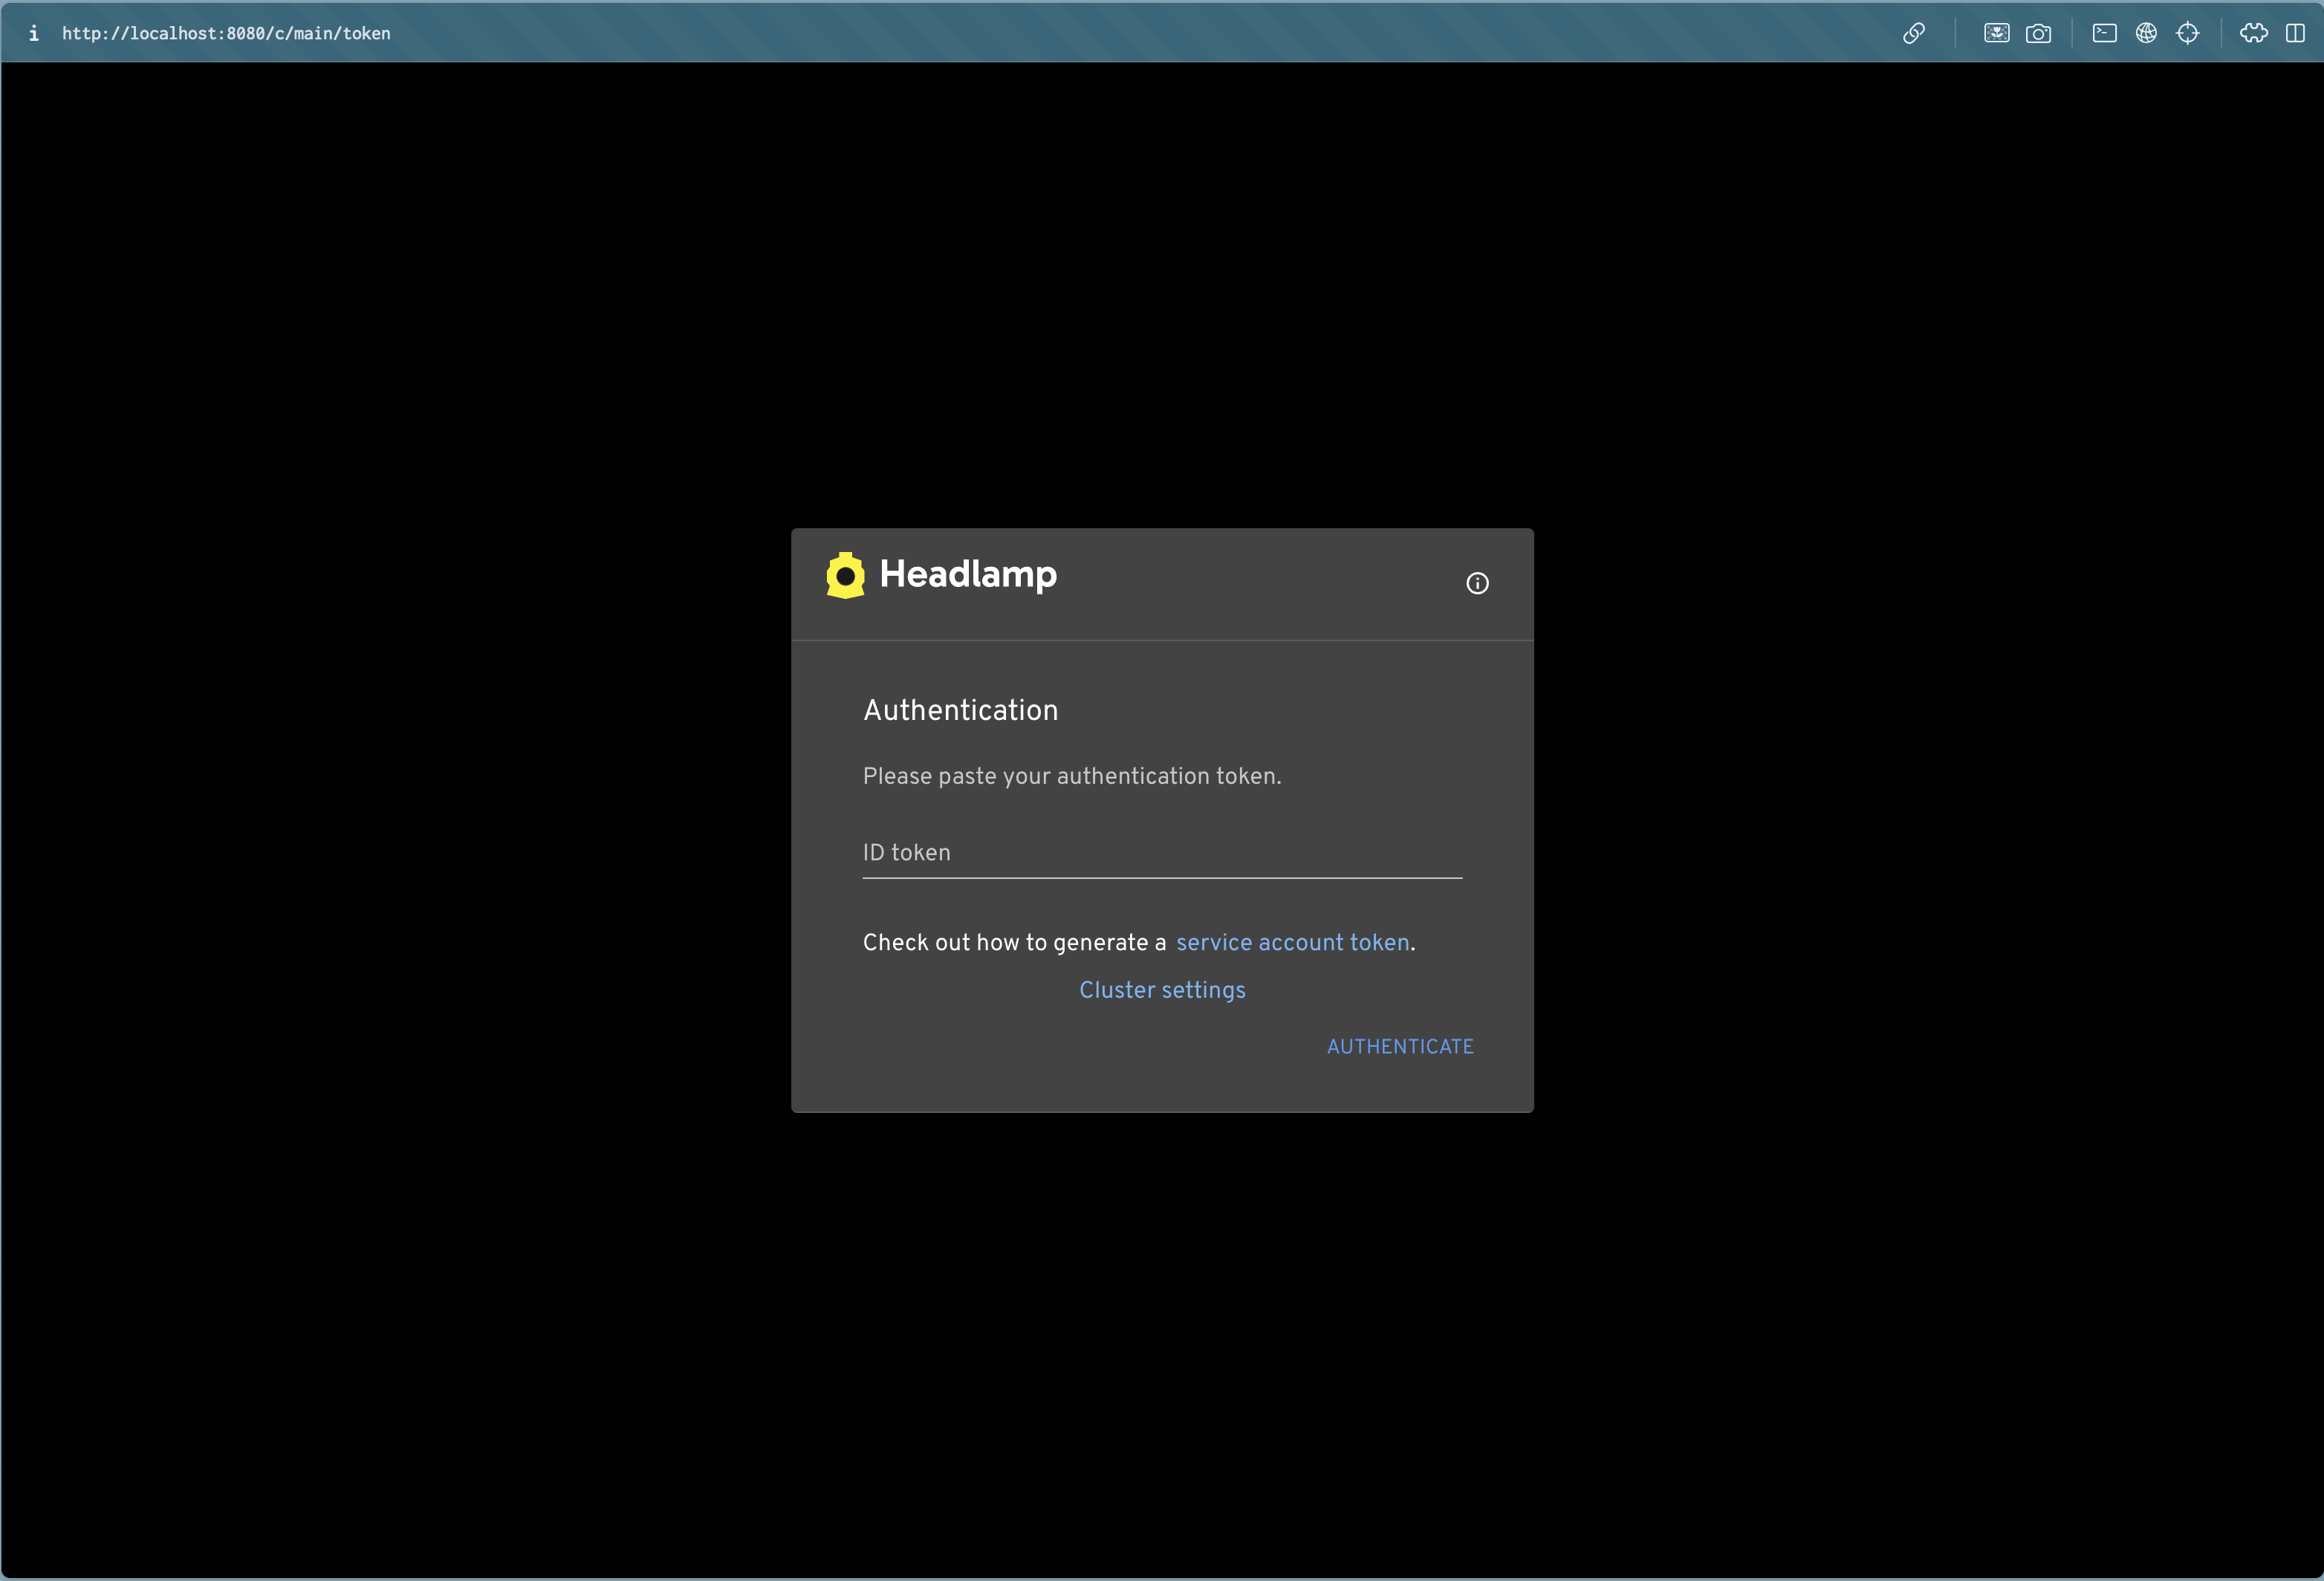 http://localhost:8080/c/main/token
Headlamp
Authentication
Please paste your authentication token.
ID token
Check out how to generate a service account token.
Cluster settings
AUTHENTICATE